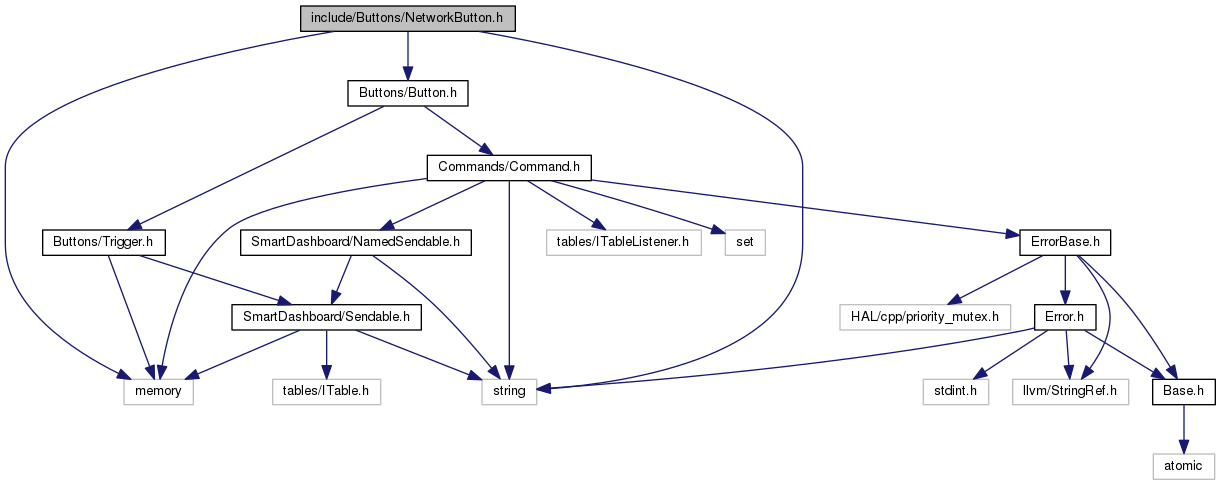 include/Buttons/NetworkButton.h
Buttons/Button.h
Commands/Command.h
Buttons/Trigger.h
SmartDashboard/NamedSendable.h
tables/ITableListener.h
set
ErrorBase.h
SmartDashboard/Sendable.h
HAL/cpp/priority_mutex.h
Error.h
memory
tables/ITable.h
string
stdint.h
llvm/StringRef.h
Base.h
atomic